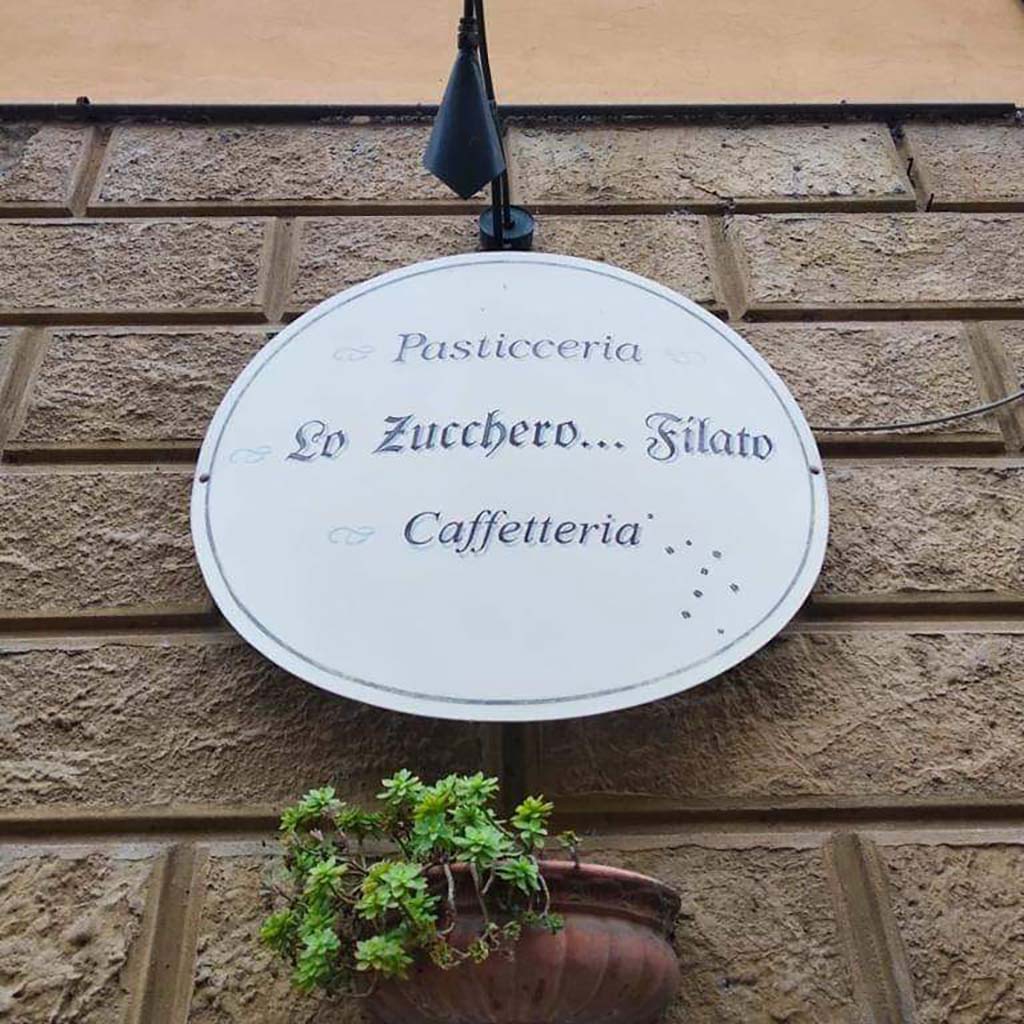 Pasticceria
Lo Zucchero... Filato
Caffetteria